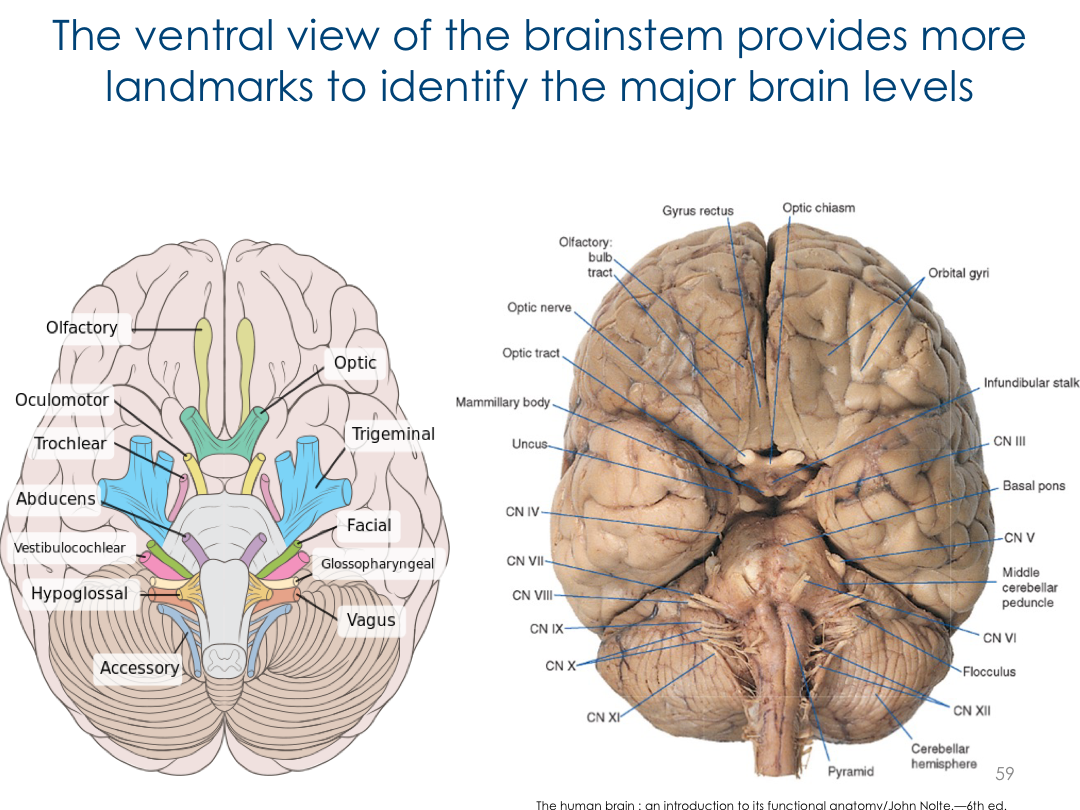 The ventral view of the brainstem provides more
landmarks to identify the major brain levels
Olfactory
Optic
Oculomotor
Trochlear
Trigeminal
Abducens
Facial
Vestibulocochlear
Glossopharyngeal
Hypoglossal
Vagus
Accessory
Gyrus rectus
Optic chiasm
Olfactory:
bulb
tract
Orbital gyri
Optic nerve
Optic tract
Infundibular stalk
Mammillary body
Uncus
CN III
Basal pons
CN IV
CN V
CN VII
Middle
cerebellar
peduncle
CN VIII
CN IX
CN VI
CN X
Flocculus
CN XI
CN XII
Cerebellar
hemisphere
Pyramid
59
The human brain : an introduction to its functional anatomy/John Nolte.—6th ed.